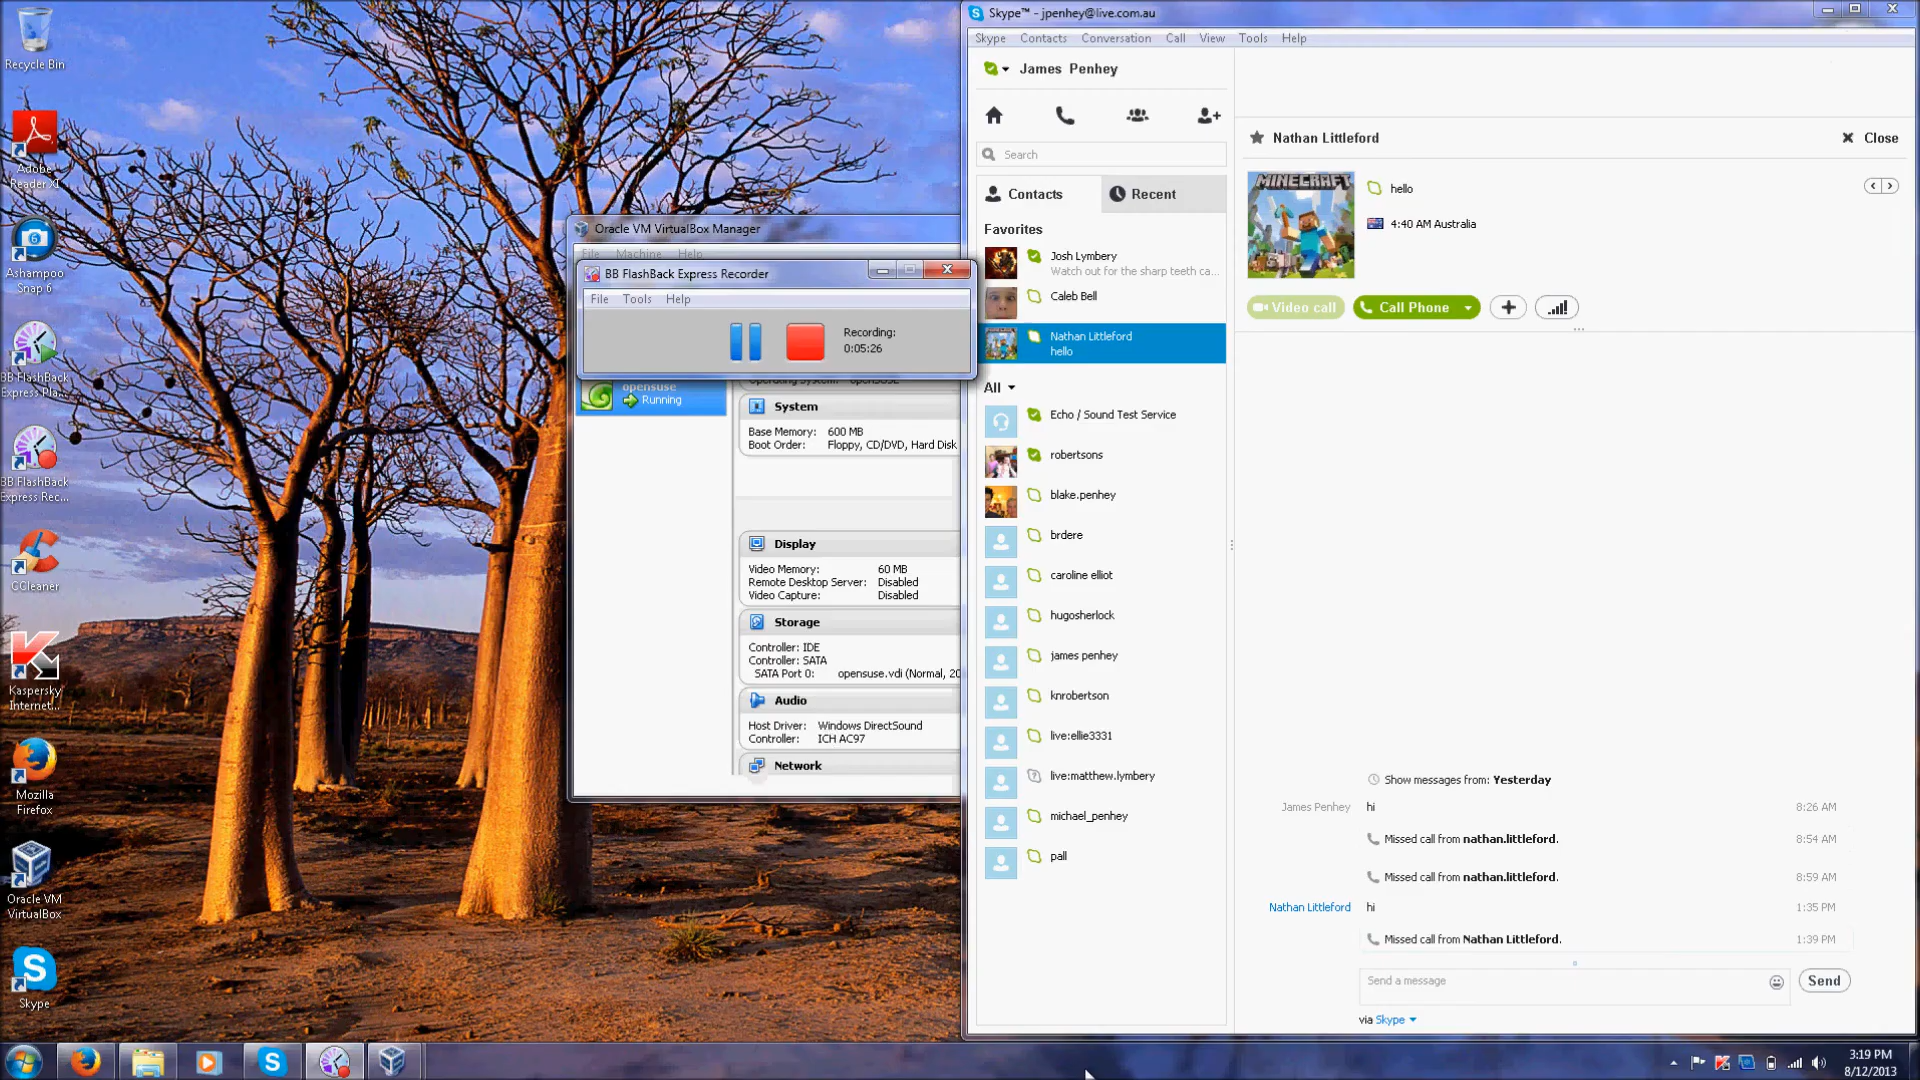 Recycle Bin
Adobe
Reader XI
Ashampoo
Snap 6
BB FlashBack
Express Pla...
BB FlashBack
Express Rec...
CCleaner
Kaspersky
Internet...
Mozilla
Firefox
Oracle VM
VirtualBox
Skype
Oracle VM VirtualBox Manager
File Machine Help
BB FlashBack Express Recorder
File Tools Help
Recording:
0:05:26
Operating System: openSUSE
opensuse
Running
System
Base Memory: 600 MB
Boot Order: Floppy, CD/DVD, Hard Disk
Display
Video Memory: 60 MB
Remote Desktop Server: Disabled
Video Capture: Disabled
Storage
Controller: IDE
Controller: SATA
SATA Port 0: opensuse.vdi (Normal, 20
Audio
Host Driver: Windows DirectSound
Controller: ICH AC97
Network
Skype™ - jpenhey@live.com.au
Skype Contacts Conversation Call View Tools Help
James Penhey
Search
Contacts
Recent
Favorites
Josh Lymbery
Watch out for the sharp teeth ca...
Caleb Bell
Nathan Littleford
hello
All
Echo / Sound Test Service
robertsons
blake.penhey
brdere
caroline elliot
hugosherlock
james penhey
knrobertson
live:ellie3331
live:matthew.lymbery
michael_penhey
pall
Nathan Littleford
Close
MINECRAFT
hello
4:40 AM Australia
Video call
Call Phone
Show messages from: Yesterday
James Penhey hi 8:26 AM
Missed call from nathan.littleford. 8:54 AM
Missed call from nathan.littleford. 8:59 AM
Nathan Littleford hi 1:35 PM
Missed call from Nathan Littleford. 1:39 PM
Send a message
Send
via Skype
3:19 PM
8/12/2013